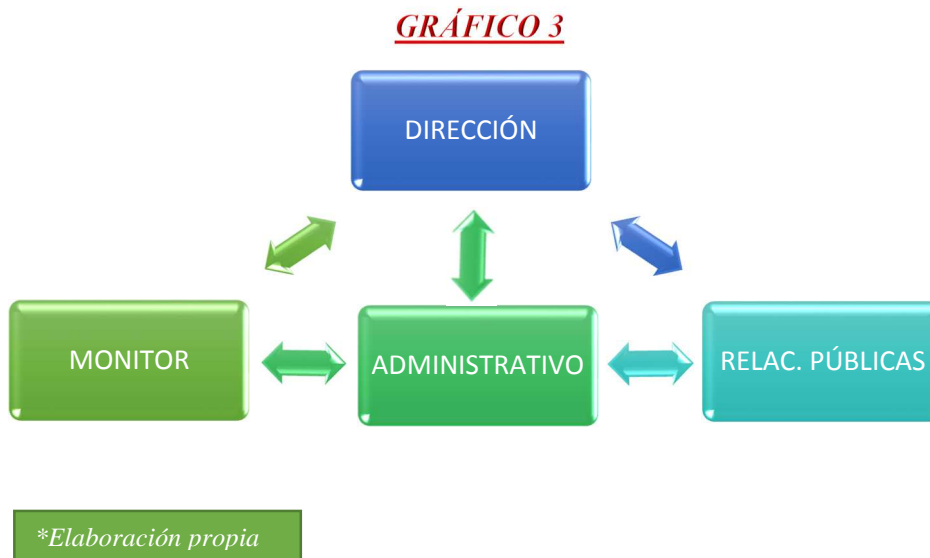 GRÁFICO 3
DIRECCIÓN
MONITOR
ADMINISTRATIVO
RELAC. PÚBLICAS
*Elaboración propia